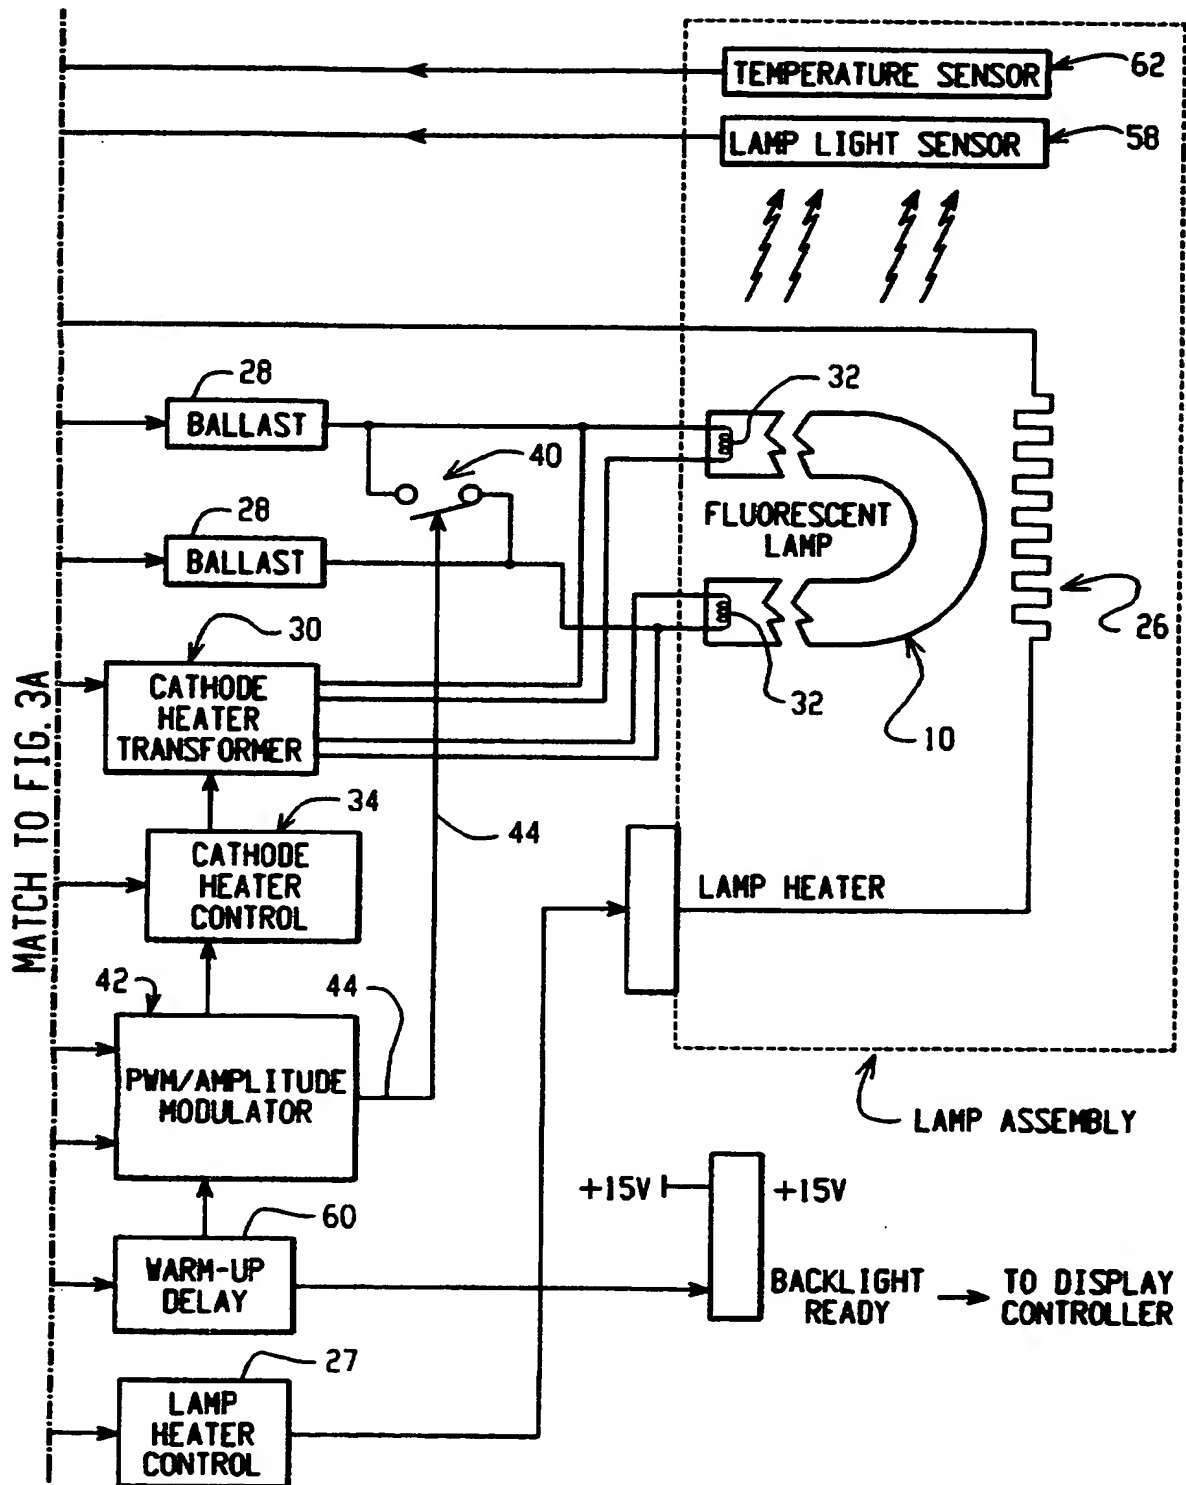 TEMPERATURE SENSOR
62
LAMP LIGHT SENSOR
58
28
BALLAST
32
40
FLUORESCENT
LAMP
28
BALLAST
26
30
CATHODE
HEATER
TRANSFORMER
32
10
MATCH TO FIG. 3A
34
44
CATHODE
HEATER
CONTROL
LAMP HEATER
42
44
PWM/AMPLITUDE
MODULATOR
LAMP ASSEMBLY
+15V
+15V
60
WARM-UP
DELAY
BACKLIGHT
READY
TO DISPLAY
CONTROLLER
27
LAMP
HEATER
CONTROL